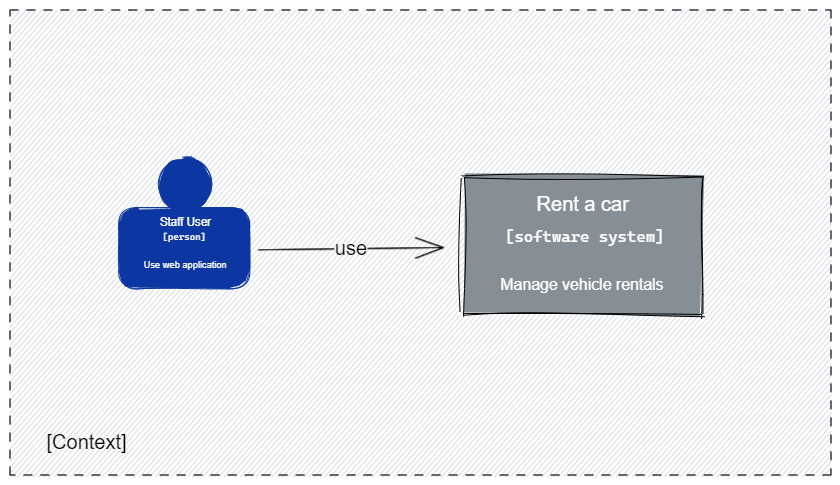 Staff User
[person]
Use web application
use
Rent a car
[software system]
Manage vehicle rentals
[Context]